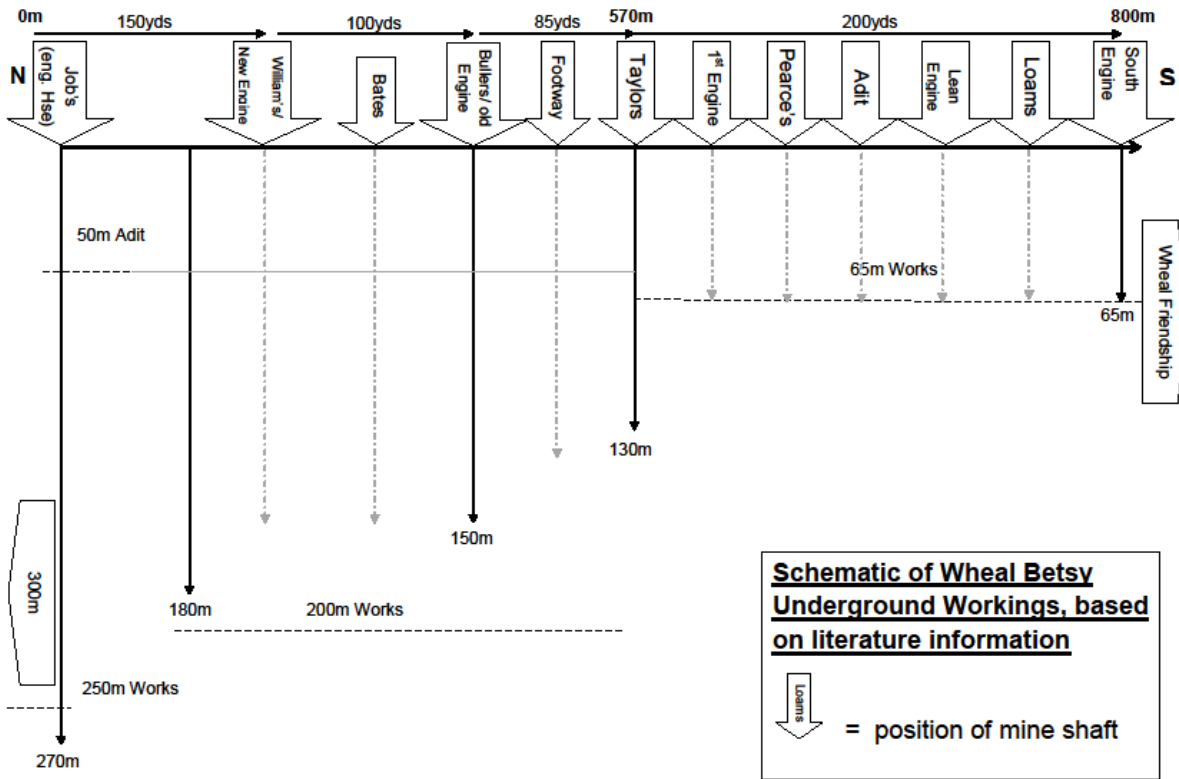 0m
150yds
100yds
85yds
570m
200yds
800m
N
Job's
(eng. Hse)
William's/
New Engine
Bates
Bullers/ old
Engine
Footway
Taylors
1st Engine
Pearce's
Adit
Lean
Engine
Loams
South
Engine
S
50m Adit
65m Works
65m
Wheal Friendship
130m
150m
300m
180m
200m Works
250m Works
270m
Schematic of Wheal Betsy
Underground Workings, based
on literature information
Loams
= position of mine shaft